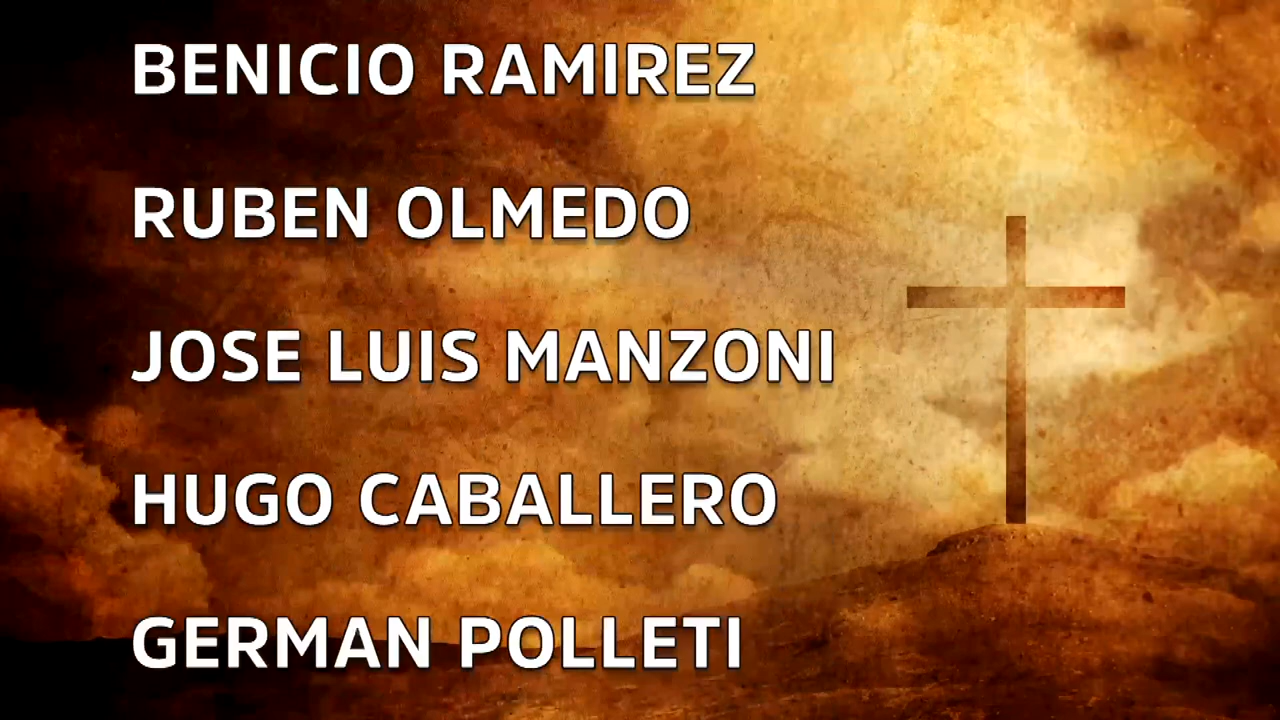 BENICIO RAMIREZ
RUBEN OLMEDO
JOSE LUIS MANZONI
HUGO CABALLERO
GERMAN POLLETI